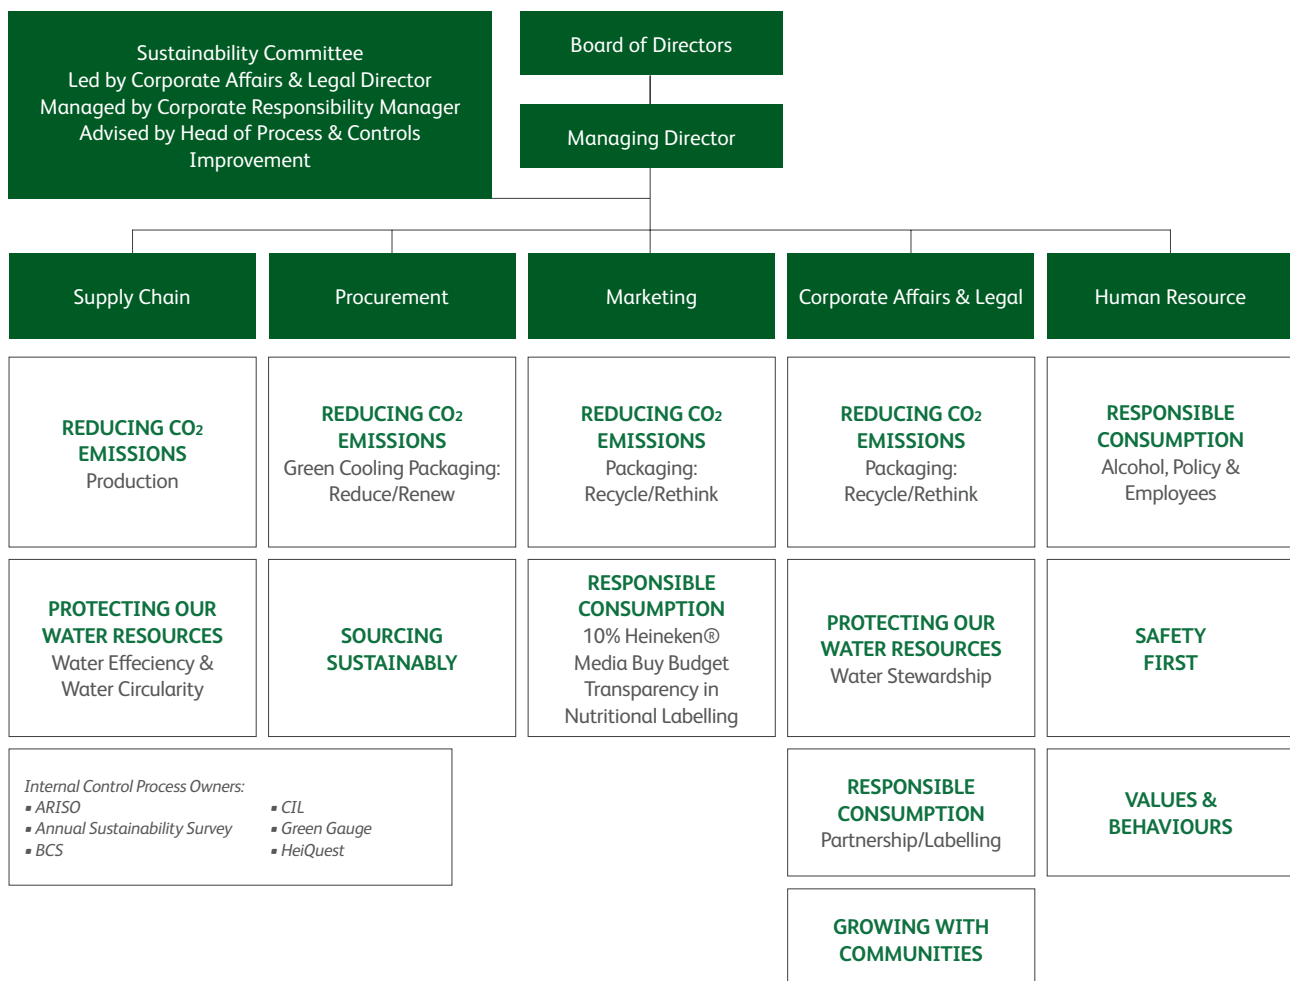 Sustainability Committee
Led by Corporate Affairs & Legal Director
Managed by Corporate Responsibility Manager
Advised by Head of Process & Controls
Improvement
Board of Directors
Managing Director
Supply Chain
Procurement
Marketing
Corporate Affairs & Legal
Human Resource
REDUCING CO2
EMISSIONS
Production
REDUCING CO2
EMISSIONS
Green Cooling Packaging:
Reduce/Renew
REDUCING CO2
EMISSIONS
Packaging:
Recycle/Rethink
REDUCING CO2
EMISSIONS
Packaging:
Recycle/Rethink
RESPONSIBLE
CONSUMPTION
Alcohol, Policy &
Employees
PROTECTING OUR
WATER RESOURCES
Water Effeciency &
Water Circularity
SOURCING
SUSTAINABLY
RESPONSIBLE
CONSUMPTION
10% Heineken®
Media Buy Budget
Transparency in
Nutritional Labelling
PROTECTING OUR
WATER RESOURCES
Water Stewardship
SAFETY
FIRST
Internal Control Process Owners:
▪ ARISO
▪ Annual Sustainability Survey
▪ BCS
▪ CIL
▪ Green Gauge
▪ HeiQuest
RESPONSIBLE
CONSUMPTION
Partnership/Labelling
VALUES &
BEHAVIOURS
GROWING WITH
COMMUNITIES